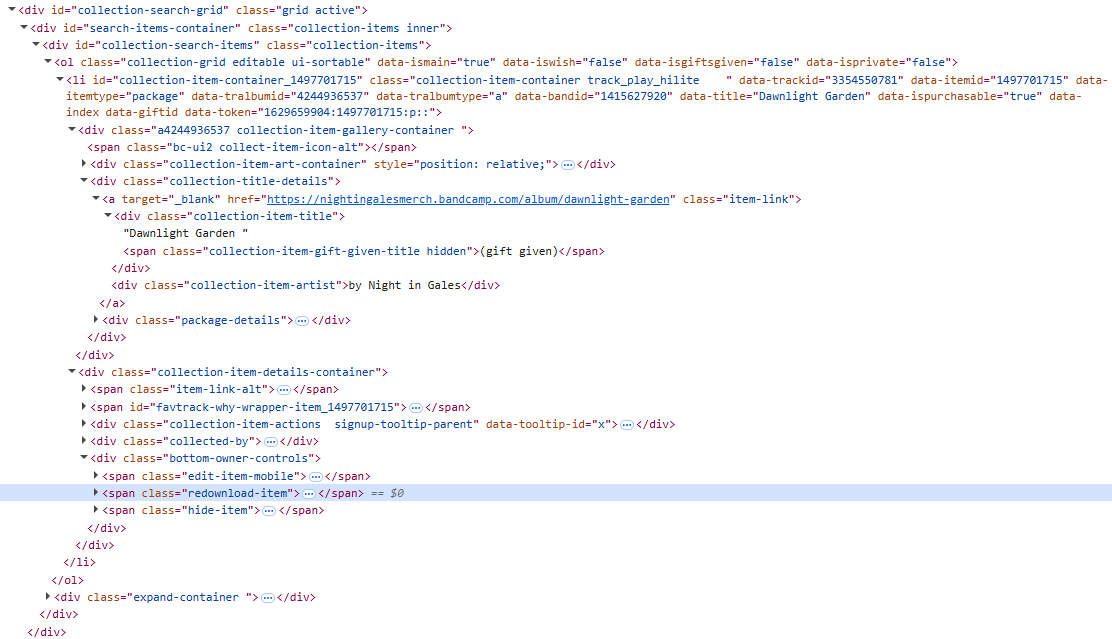 <div id="collection-search-grid" class="grid active">
<div id="search-items-container" class="collection-items inner">
<div id="collection-search-items" class="collection-items">
<ol class="collection-grid editable ui-sortable" data-ismain="true" data-iswish="false" data-isgiftsgiven="false" data-isprivate="false">
<li id="collection-item-container_1497701715" class="collection-item-container track_play_hilite    " data-trackid="3354550781" data-itemid="1497701715" data-
itemtype="package" data-tralbumid="4244936537" data-tralbumtype="a" data-bandid="1415627920" data-title="Dawnlight Garden" data-ispurchasable="true" data-
index data-giftid data-token="1629659904:1497701715:p::">
<div class="a4244936537 collection-item-gallery-container ">
<span class="bc-ui2 collect-item-icon-alt"></span>
<div class="collection-item-art-container" style="position: relative;">…</div>
<div class="collection-title-details">
<a target="_blank" href="https://nightingalesmerch.bandcamp.com/album/dawnlight-garden" class="item-link">
<div class="collection-item-title">
"Dawnlight Garden "
<span class="collection-item-gift-given-title hidden">(gift given)</span>
</div>
<div class="collection-item-artist">by Night in Gales</div>
</a>
<div class="package-details">…</div>
</div>
</div>
<div class="collection-item-details-container">
<span class="item-link-alt">…</span>
<span id="favtrack-why-wrapper-item_1497701715">…</span>
<div class="collection-item-actions  signup-tooltip-parent" data-tooltip-id="x">…</div>
<div class="collected-by">…</div>
<div class="bottom-owner-controls">
<span class="edit-item-mobile">…</span>
<span class="redownload-item">…</span> == $0
<span class="hide-item">…</span>
</div>
</div>
</li>
</ol>
<div class="expand-container ">…</div>
</div>
</div>